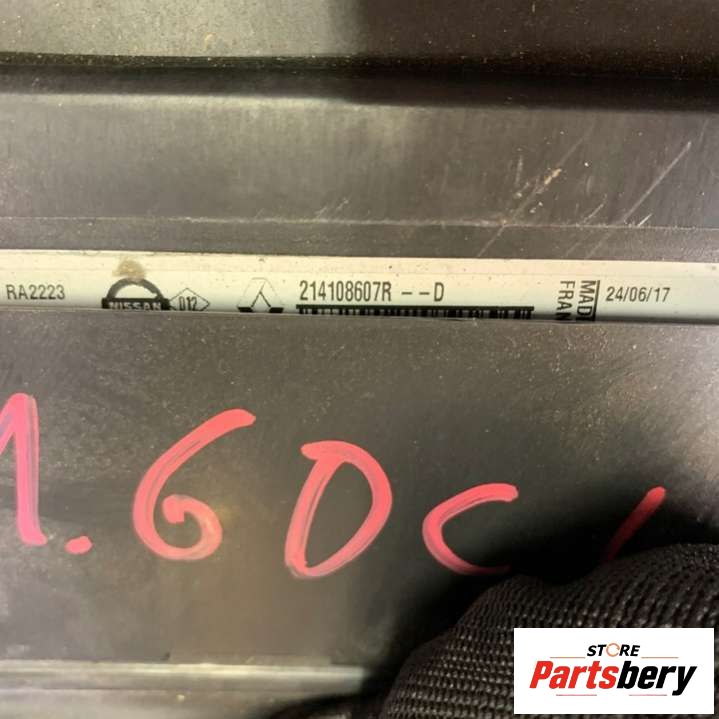 RA2223
NISSAN
012
214108607R --D
MADE
FRAN
24/06/17
1.6DC
STORE
Partsbery